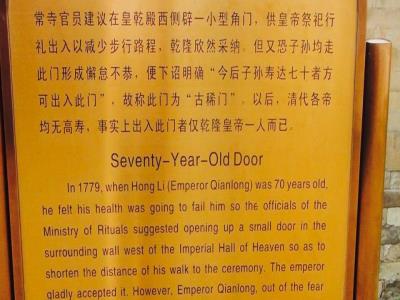 常寺官员建议在皇乾殿西侧辟一小型角门，供皇帝祭祀行
礼出入以减少步行路程，乾隆欣然采纳。但又恐子孙均走
此门形成懈怠不恭，便下诏明确“今后子孙寿达七十者方
可出入此门”，故称此门为“古稀门”。以后，清代各帝
均无高寿，事实上出入此门者仅乾隆皇帝一人而已。
Seventy-Year-Old Door
In 1779, when Hong Li (Emperor Qianlong) was 70 years old,
he felt his health was going to fail him so the officials of the
Ministry of Rituals suggested opening up a small door in the
surrounding wall west of the Imperial Hall of Heaven so as to
shorten the distance of his walk to the ceremony. The emperor
gladly accepted it. However, Emperor Qianlong, out of the fear